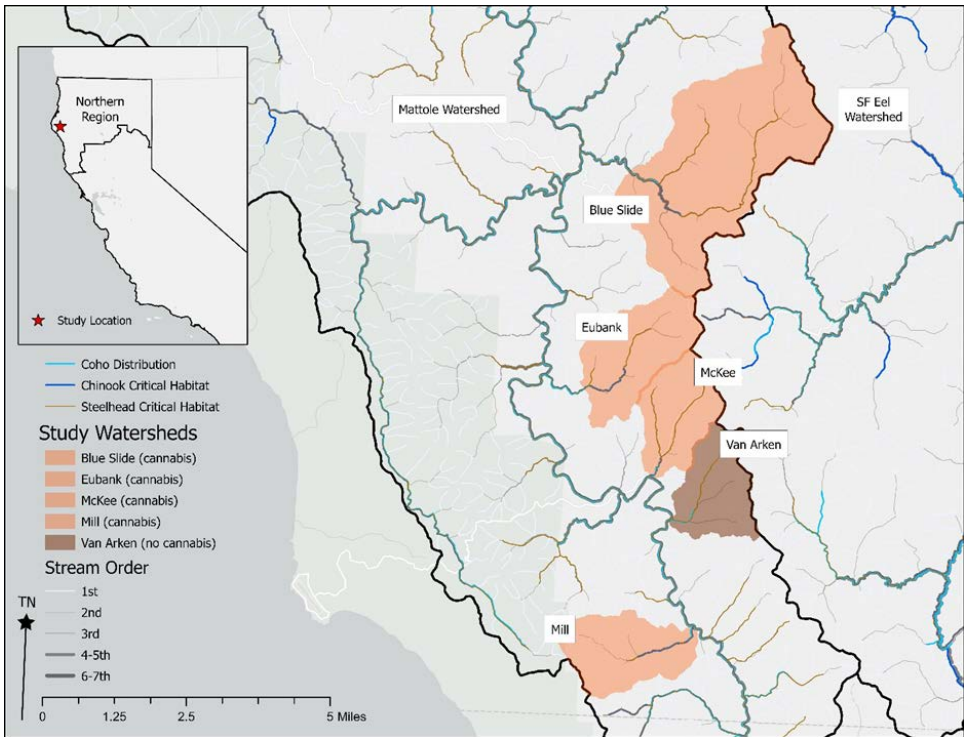 Northern
Region
Study Location
Mattole Watershed
SF Eel
Watershed
Blue Slide
Eubank
McKee
Van Arken
Mill
Coho Distribution
Chinook Critical Habitat
Steelhead Critical Habitat
Study Watersheds
Blue Slide (cannabis)
Eubank (cannabis)
McKee (cannabis)
Mill (cannabis)
Van Arken (no cannabis)
Stream Order
1st
2nd
3rd
4-5th
6-7th
TN
0 1.25 2.5 5 Miles